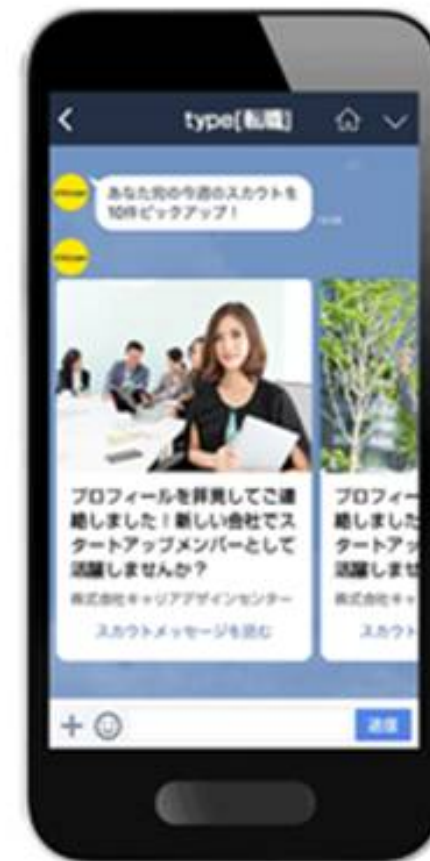 type[転職]
あなた宛の今週のスカウトを
10件ピックアップ!
プロフィールを拝見してご連
絡しました!新しい会社でス
タートアップメンバーとして
活躍しませんか?
株式会社キャリアデザインセンター
スカウトメッセージを読む
プロフィー
絡しました
タートアッ
活躍しませ
株式会社キャ
スカウト
送信